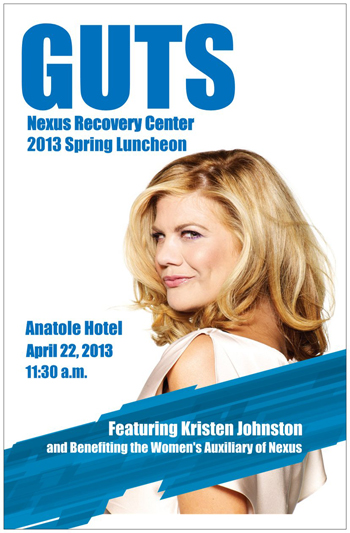 GUTS
Nexus Recovery Center
2013 Spring Luncheon
Anatole Hotel
April 22, 2013
11:30 a.m.
Featuring Kristen Johnston
and Benefiting the Women's Auxiliary of Nexus